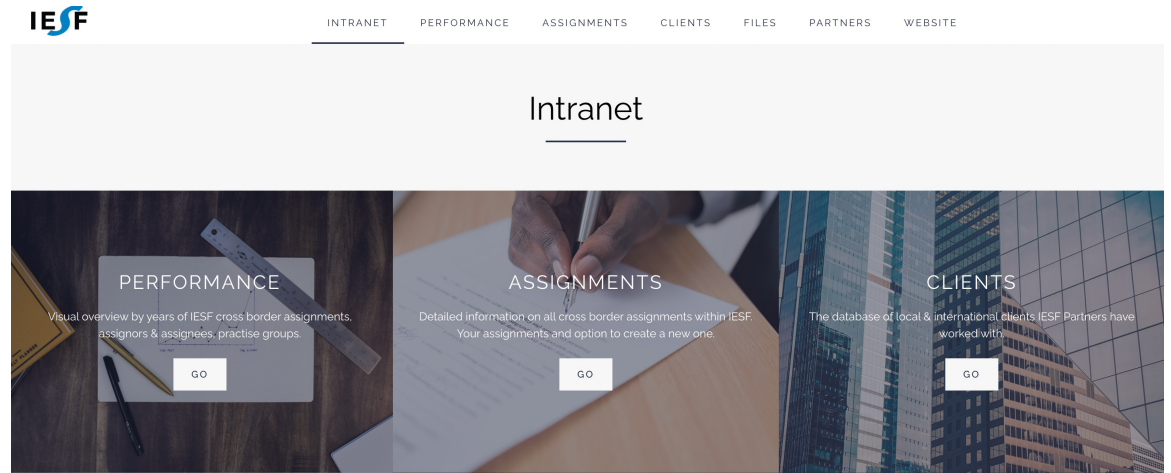 IESF
INTRANET PERFORMANCE ASSIGNMENTS CLIENTS FILES PARTNERS WEBSITE
Intranet
PERFORMANCE
Visual overview by years of IESF cross border assignments,
assignors & assignees, practise groups.
GO
ASSIGNMENTS
Detailed information on all cross border assignments within IESF.
Your assignments and option to create a new one.
GO
CLIENTS
The database of local & international clients IESF Partners have
worked with
GO